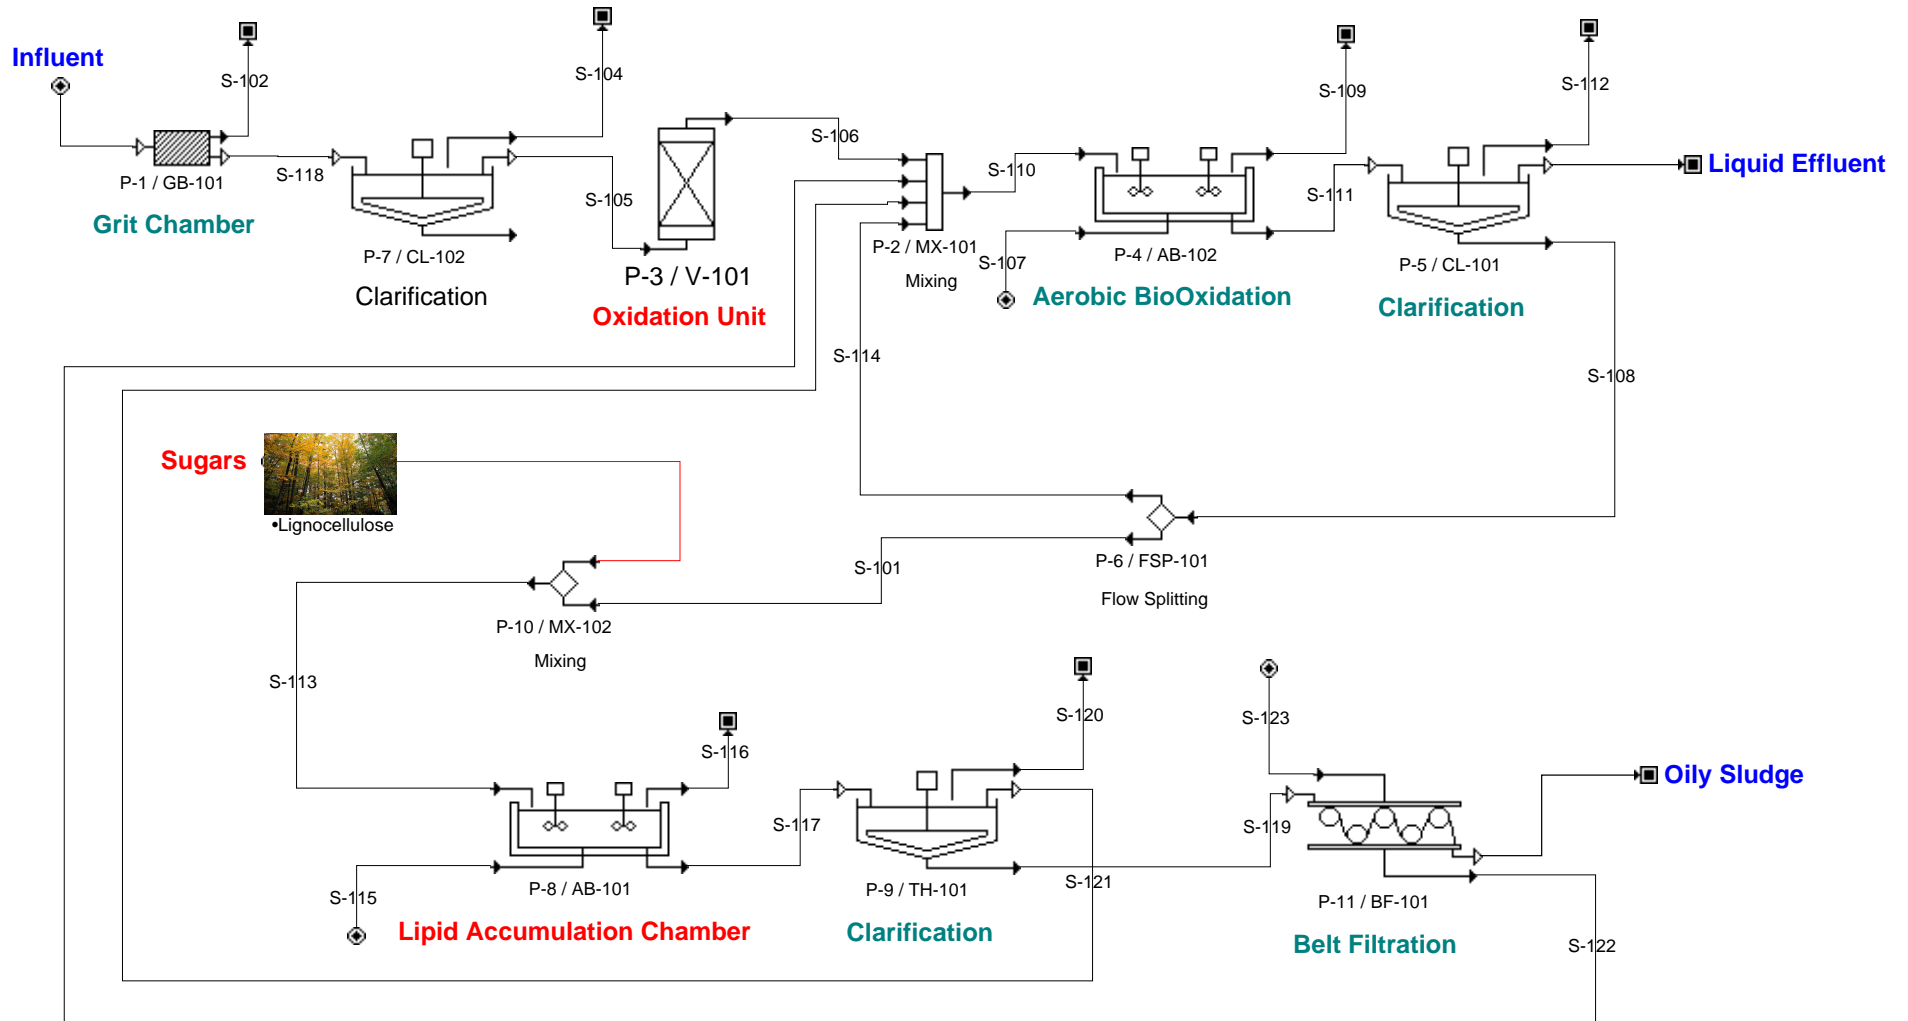 Influent
S-102
S-104
S-109
S-112
S-106
S-118
S-105
S-110
S-111
Liquid Effluent
P-1 / GB-101
Grit Chamber
P-7 / CL-102
Clarification
P-3 / V-101
Oxidation Unit
P-2 / MX-101
Mixing
S-107
P-4 / AB-102
Aerobic BioOxidation
P-5 / CL-101
Clarification
S-114
S-108
Sugars
•Lignocellulose
S-101
P-6 / FSP-101
Flow Splitting
P-10 / MX-102
Mixing
S-113
S-116
S-120
S-123
Oily Sludge
S-117
S-119
S-115
P-8 / AB-101
Lipid Accumulation Chamber
P-9 / TH-101
Clarification
S-121
P-11 / BF-101
Belt Filtration
S-122